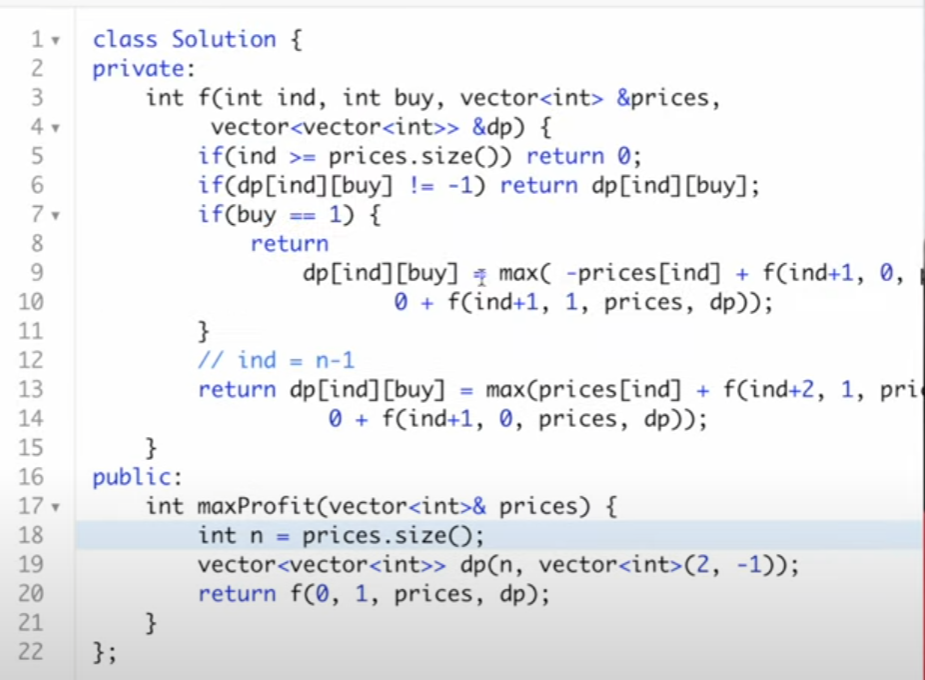 1 class Solution {
2 private:
3 int f(int ind, int buy, vector<int> &prices,
4 vector<vector<int>> &dp) {
5 if(ind >= prices.size()) return 0;
6 if(dp[ind][buy] != -1) return dp[ind][buy];
7 if(buy == 1) {
8 return
9 dp[ind][buy] = max( -prices[ind] + f(ind+1, 0,
10 0 + f(ind+1, 1, prices, dp));
11 }
12 // ind = n-1
13 return dp[ind][buy] = max(prices[ind] + f(ind+2, 1, pri
14 0 + f(ind+1, 0, prices, dp));
15 }
16 public:
17 int maxProfit(vector<int>& prices) {
18 int n = prices.size();
19 vector<vector<int>> dp(n, vector<int>(2, -1));
20 return f(0, 1, prices, dp);
21 }
22 };